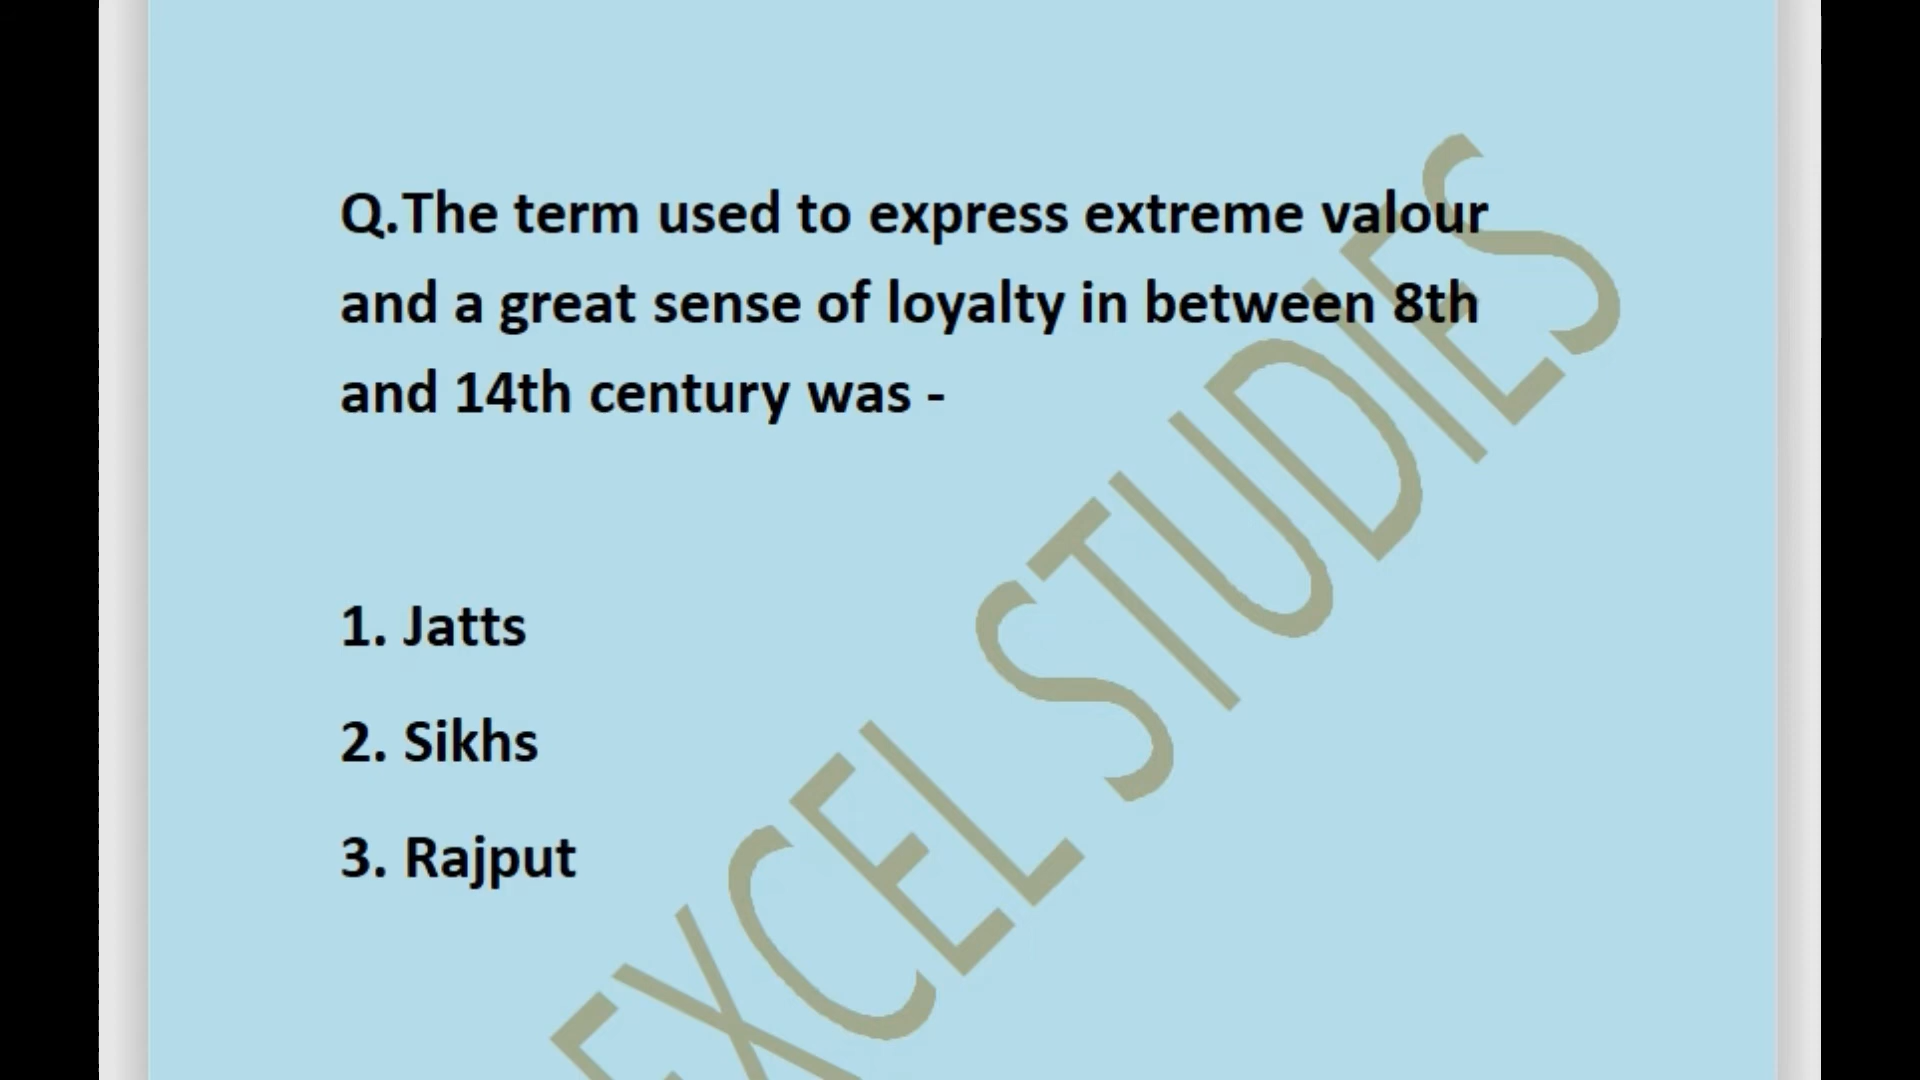 Q.The term used to express extreme valour
and a great sense of loyalty in between 8th
and 14th century was -
1. Jatts
2. Sikhs
3. Rajput
EXCEL STUDIES